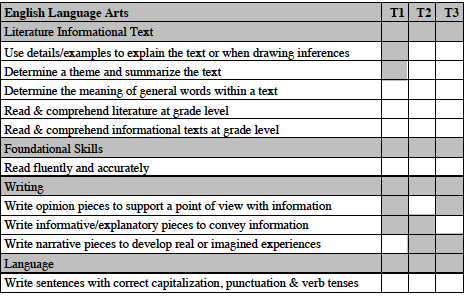 English Language Arts T1 T2 T3
Literature Informational Text
Use details/examples to explain the text or when drawing inferences
Determine a theme and summarize the text
Determine the meaning of general words within a text
Read & comprehend literature at grade level
Read & comprehend informational texts at grade level
Foundational Skills
Read fluently and accurately
Writing
Write opinion pieces to support a point of view with information
Write informative/explanatory pieces to convey information
Write narrative pieces to develop real or imagined experiences
Language
Write sentences with correct capitalization, punctuation & verb tenses